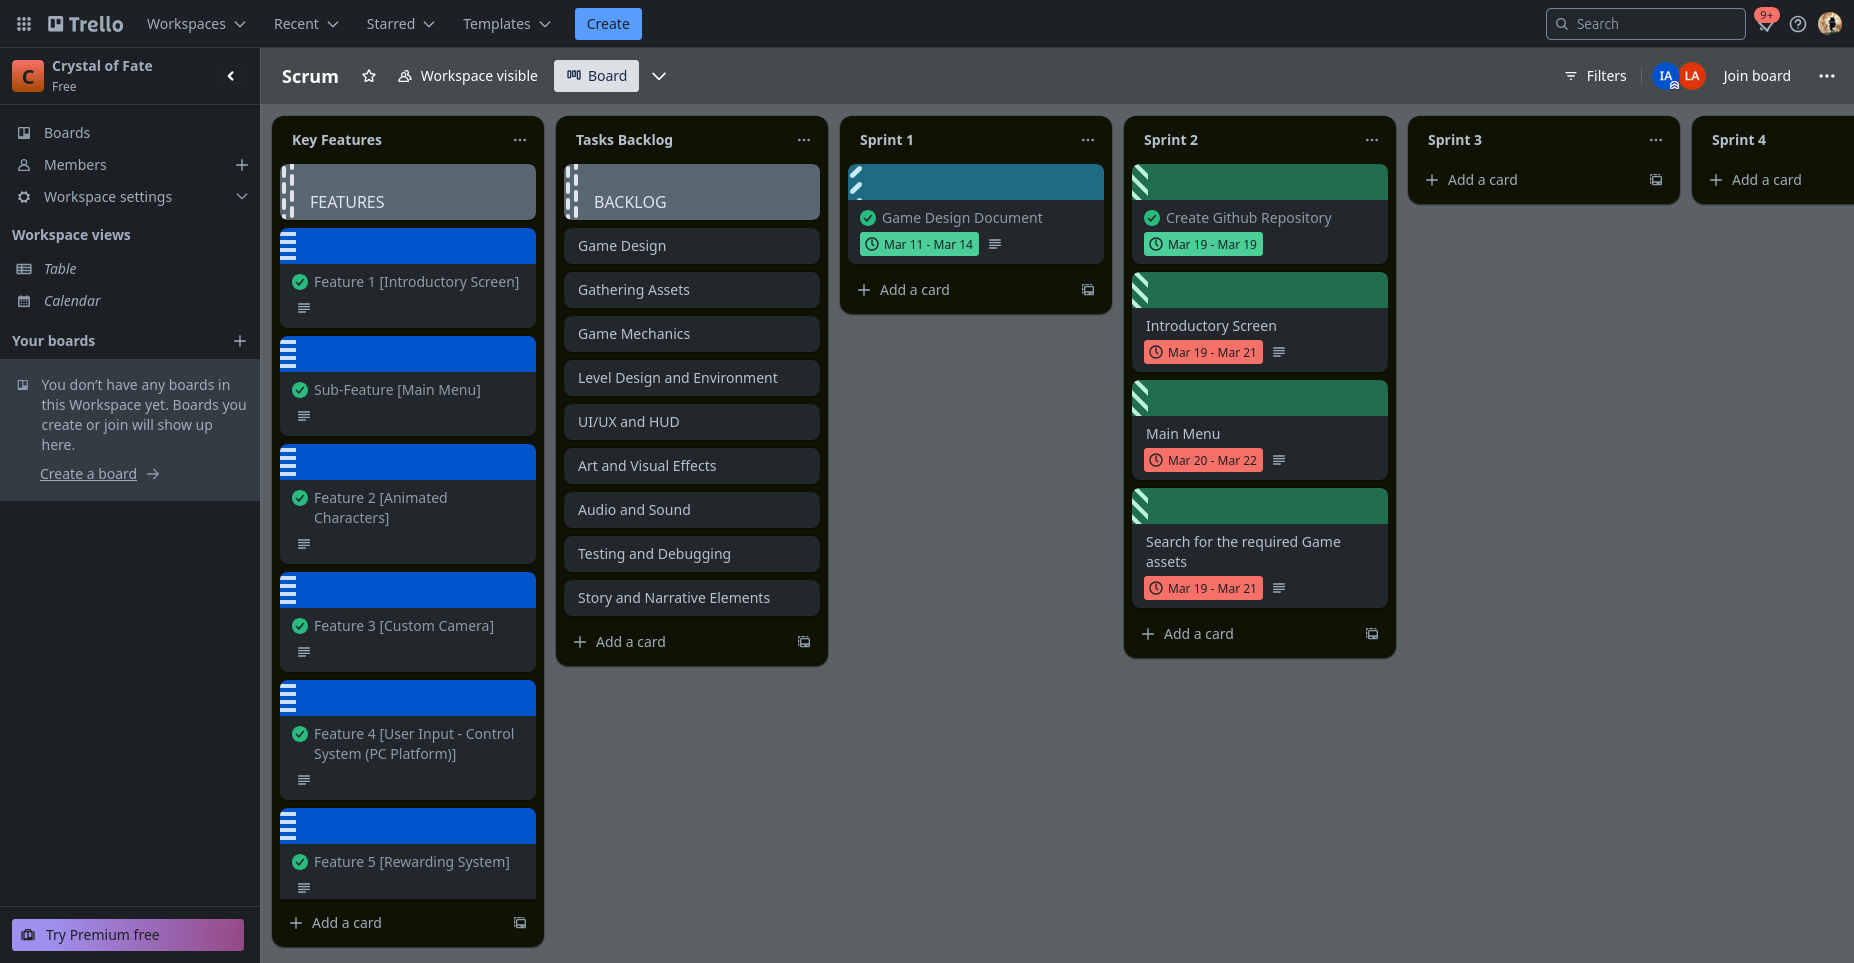 Trello
Workspaces
Recent
Starred
Templates
Create
Search
9+
C
Crystal of Fate
Free
Boards
Members
Workspace settings
Workspace views
Table
Calendar
Your boards
You don't have any boards in
this Workspace yet. Boards you
create or join will show up
here.
Create a board
Try Premium free
Scrum
Workspace visible
Board
Filters
IA
LA
Join board
Key Features
FEATURES
Feature 1 [Introductory Screen]
Sub-Feature [Main Menu]
Feature 2 [Animated
Characters]
Feature 3 [Custom Camera]
Feature 4 [User Input - Control
System (PC Platform)]
Feature 5 [Rewarding System]
Add a card
Tasks Backlog
BACKLOG
Game Design
Gathering Assets
Game Mechanics
Level Design and Environment
UI/UX and HUD
Art and Visual Effects
Audio and Sound
Testing and Debugging
Story and Narrative Elements
Add a card
Sprint 1
Game Design Document
Mar 11 - Mar 14
Add a card
Sprint 2
Create Github Repository
Mar 19 - Mar 19
Introductory Screen
Mar 19 - Mar 21
Main Menu
Mar 20 - Mar 22
Search for the required Game
assets
Mar 19 - Mar 21
Add a card
Sprint 3
Add a card
Sprint 4
Add a card